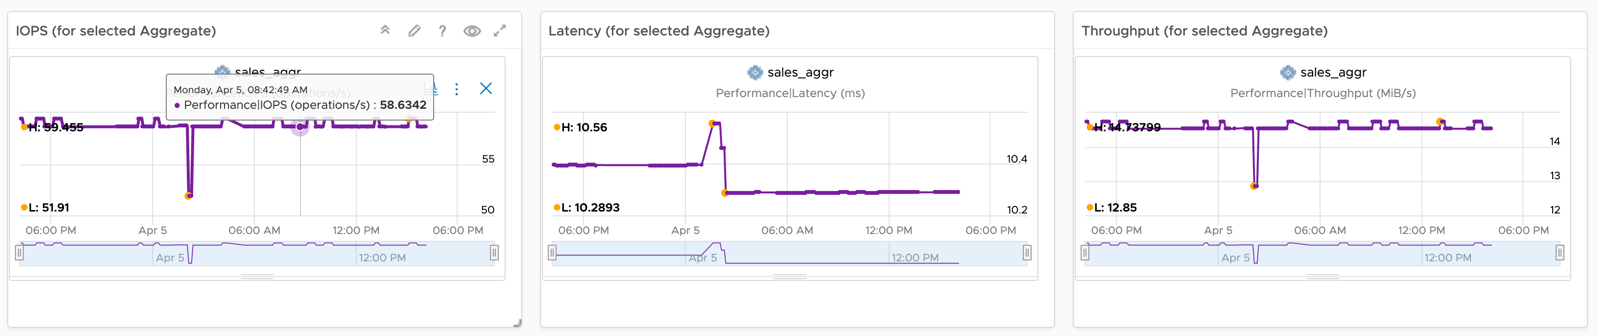 IOPS (for selected Aggregate)
?
sales_aggr
Monday, Apr 5, 08:42:49 AM
Performance|IOPS (operations/s) : 58.6342
H: 59.455
55
L: 51.91
50
06:00 PM Apr 5 06:00 AM 12:00 PM 06:00 PM
Apr 5 12:00 PM
Latency (for selected Aggregate)
sales_aggr
Performance|Latency (ms)
H: 10.56
10.4
L: 10.2893
10.2
06:00 PM Apr 5 06:00 AM 12:00 PM 06:00 PM
Apr 5 12:00 PM
Throughput (for selected Aggregate)
sales_aggr
Performance|Throughput (MiB/s)
H: 14.73799
14
13
L: 12.85
12
06:00 PM Apr 5 06:00 AM 12:00 PM 06:00 PM
Apr 5 12:00 PM